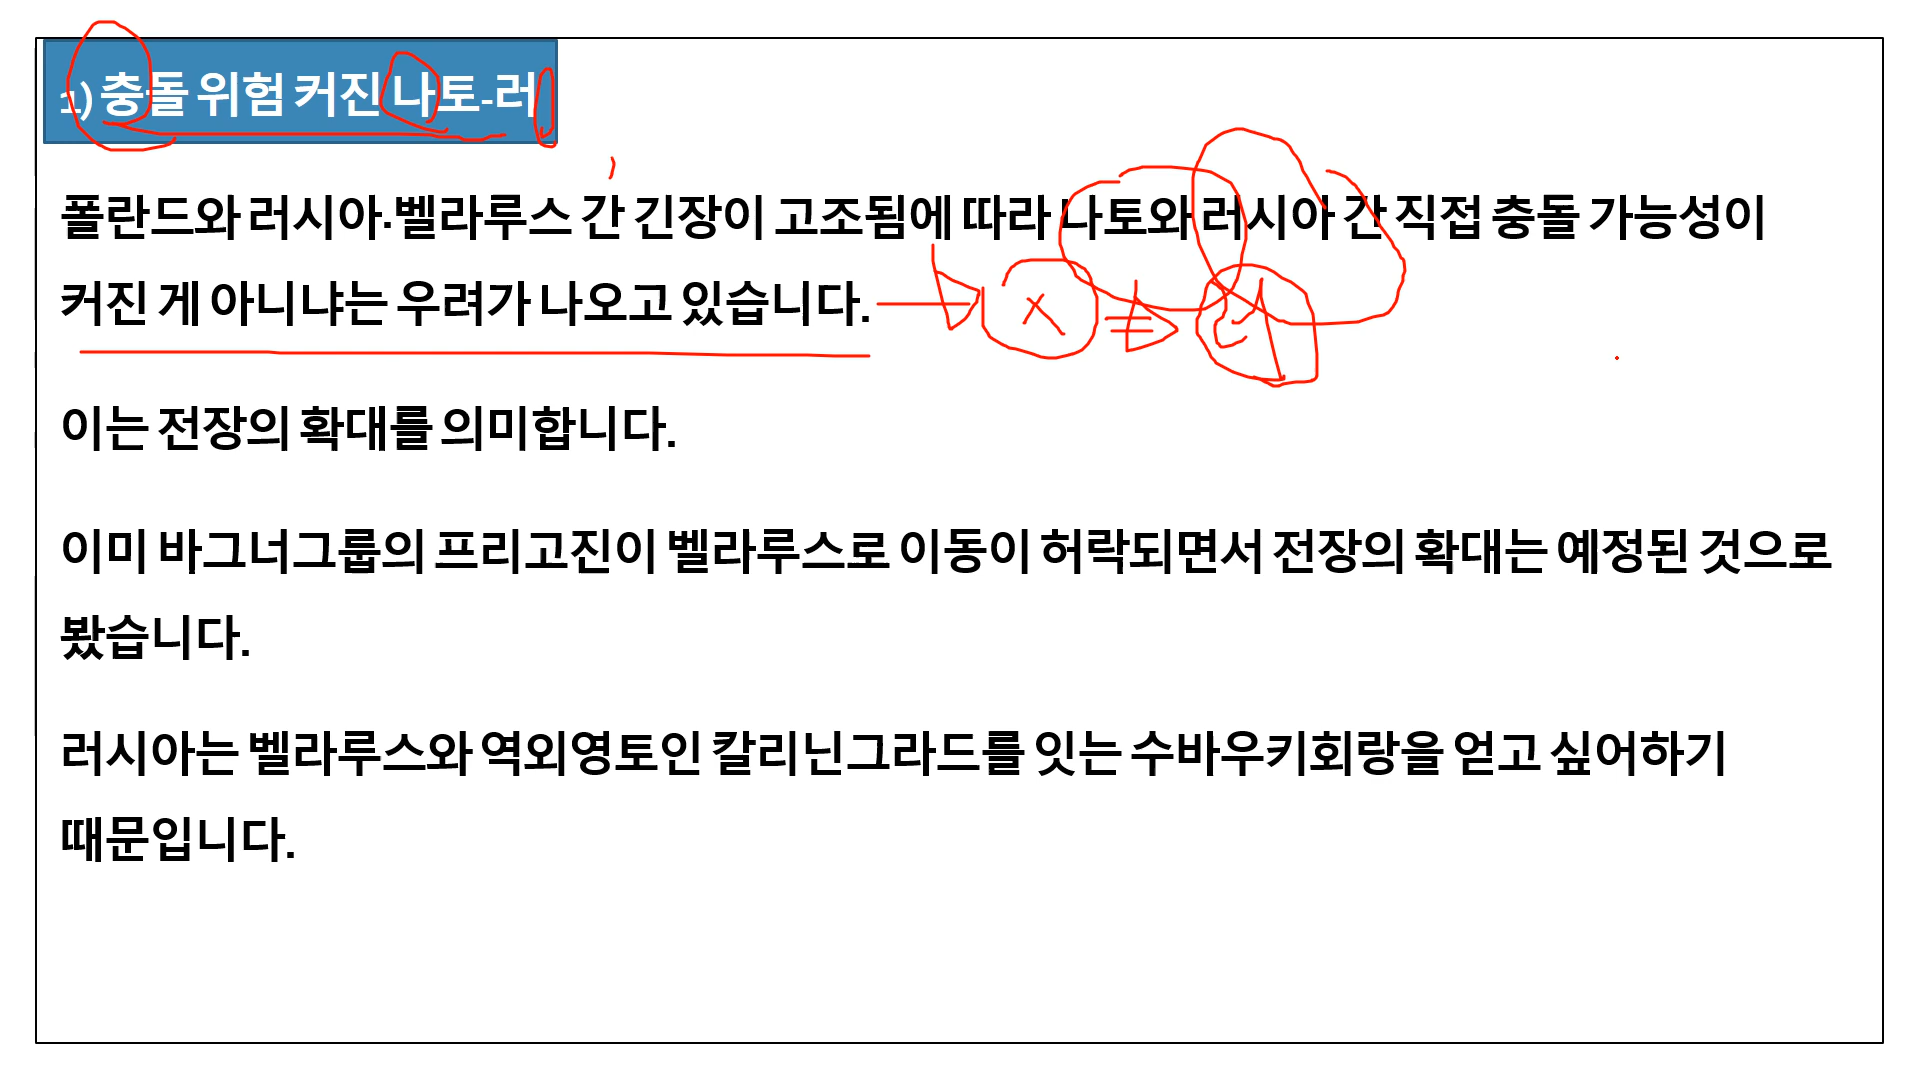 1) 충돌 위험 커진 나토-러
폴란드와 러시아·벨라루스 간 긴장이 고조됨에 따라 나토와 러시아 간 직접 충돌 가능성이
커진 게 아니냐는 우려가 나오고 있습니다.
이는 전장의 확대를 의미합니다.
이미 바그너그룹의 프리고진이 벨라루스로 이동이 허락되면서 전장의 확대는 예정된 것으로
봤습니다.
러시아는 벨라루스와 역외영토인 칼리닌그라드를 잇는 수바우키회랑을 얻고 싶어하기
때문입니다.